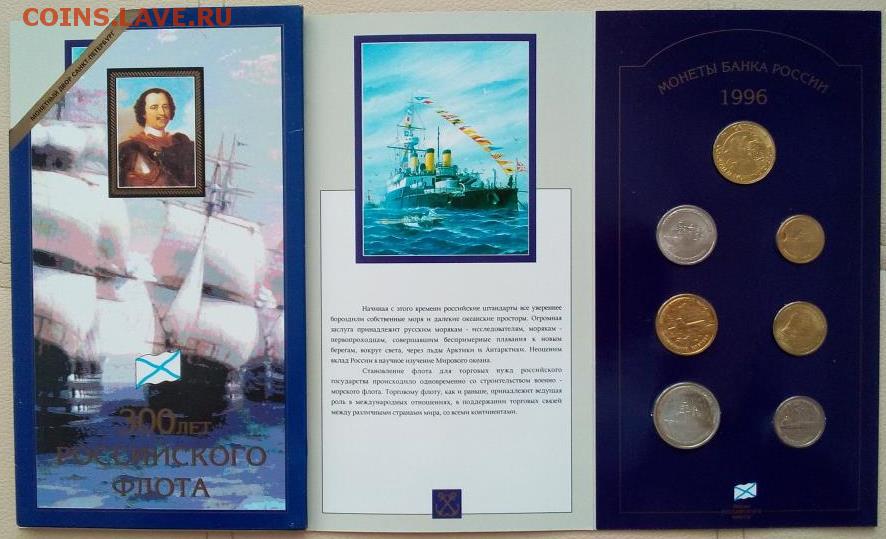 COINS.LAVE.RU
МОНЕТНЫЙ ДВОР САНКТ-ПЕТЕРБУРГ
300 ЛЕТ
РОССИЙСКОГО
ФЛОТА
Начиная с этого времени российские штандарты все увереннее
бороздили собственные моря и далекие океанские просторы. Огромная
заслуга принадлежит русским морякам - исследователям, морякам -
первопроходцам, совершавшим беспримерные плавания к новым
берегам, вокруг света, через льды Арктики и Антарктики. Неоценим
вклад России в научное изучение Мирового океана.
Становление флота для торговых нужд российского
государства происходило одновременно со строительством военно -
морского флота. Торговому флоту, как и раньше, принадлежит ведущая
роль в международных отношениях, в поддержании торговых связей
между различными странами мира, со всеми континентами.
МОНЕТЫ БАНКА РОССИИ
1996